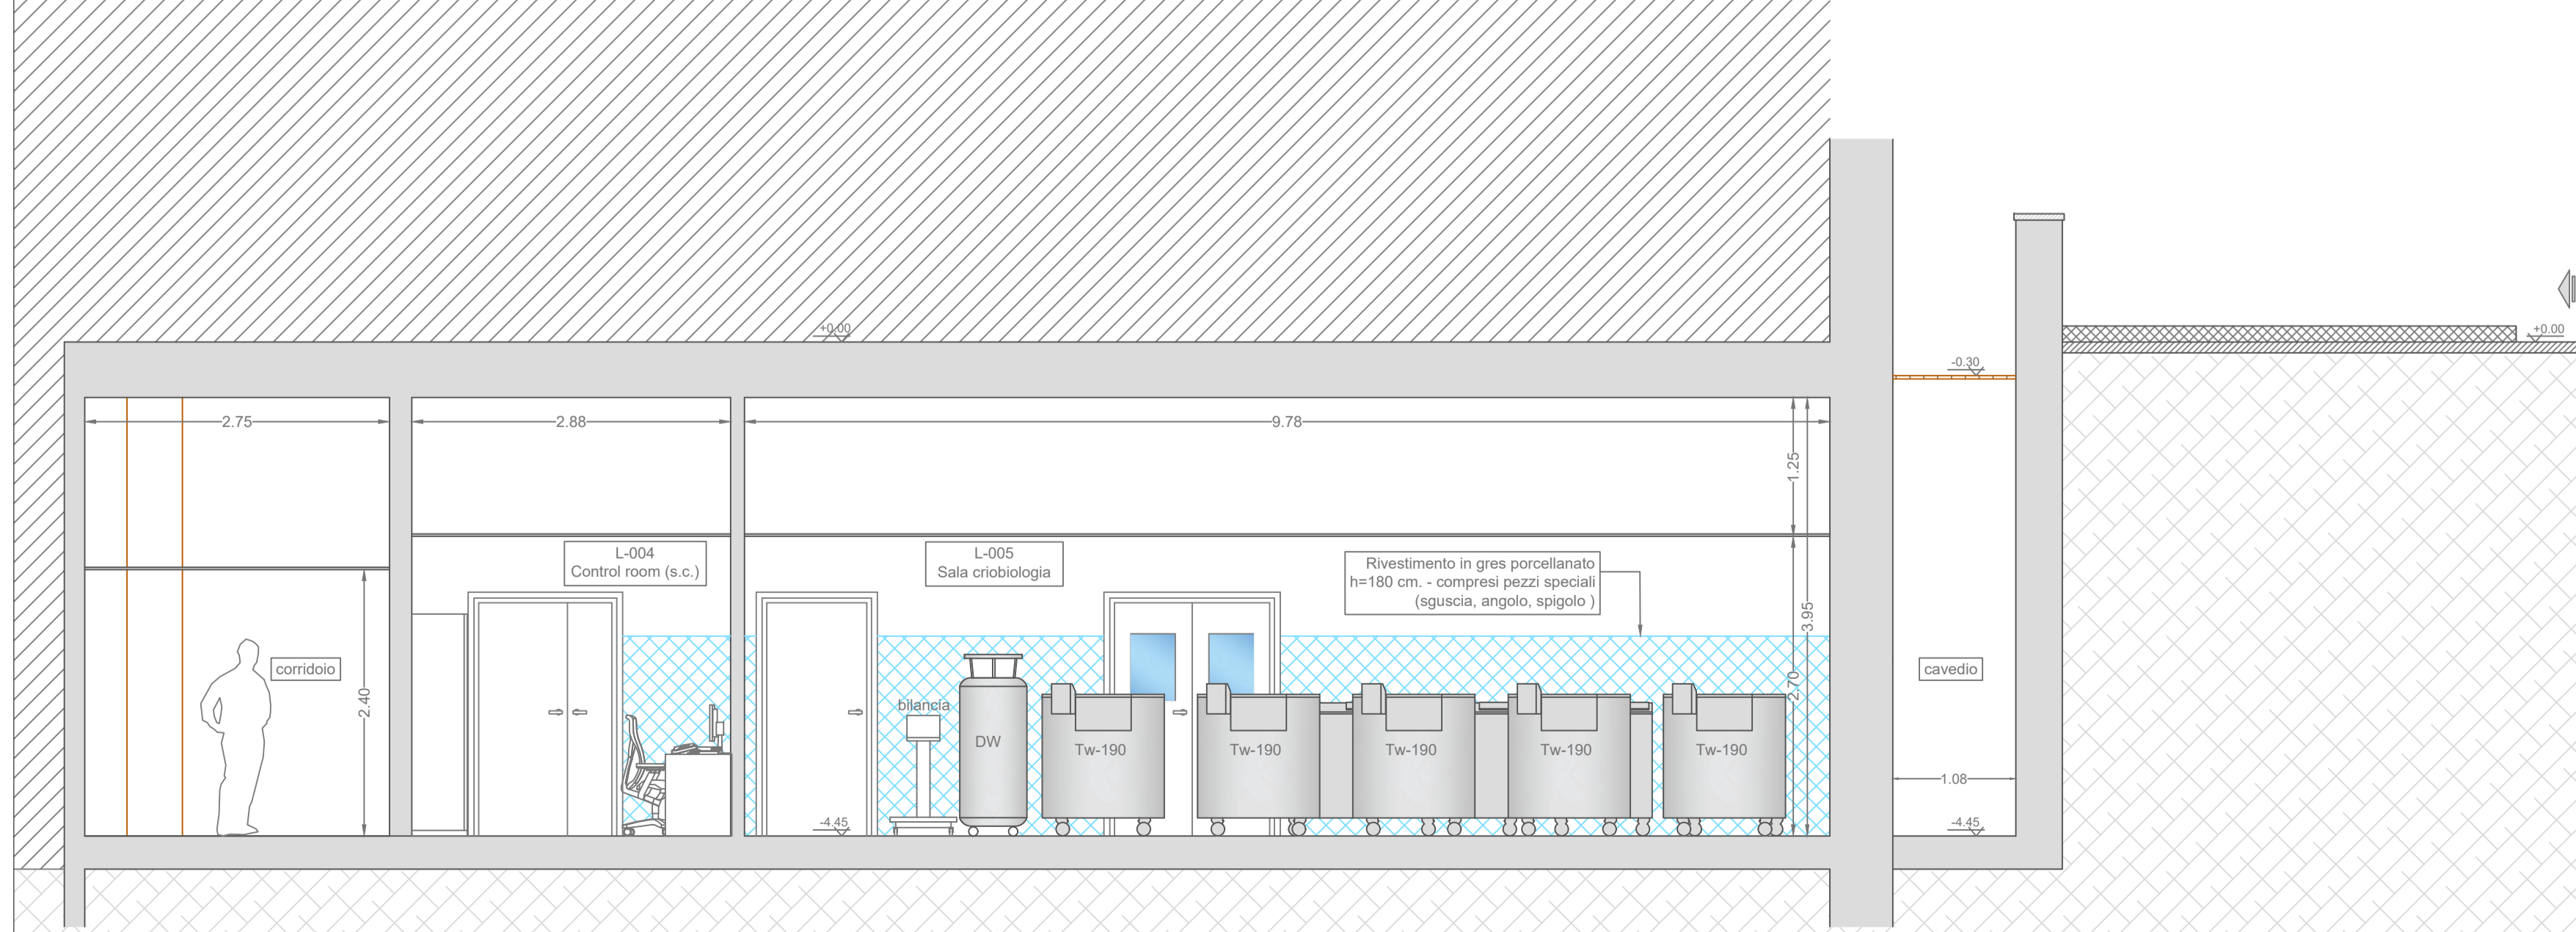 +0.00
+0.00
-0.30
2.75
2.88
9.78
1.25
L-004
Control room (s.c.)
L-005
Sala criobiologia
Rivestimento in gres porcellanato
h=180 cm. - compresi pezzi speciali
(sguscia, angolo, spigolo )
3.95
corridoio
cavedio
2.40
2.70
bilancia
DW
Tw-190
Tw-190
Tw-190
Tw-190
Tw-190
1.08
-4.45
-4.45